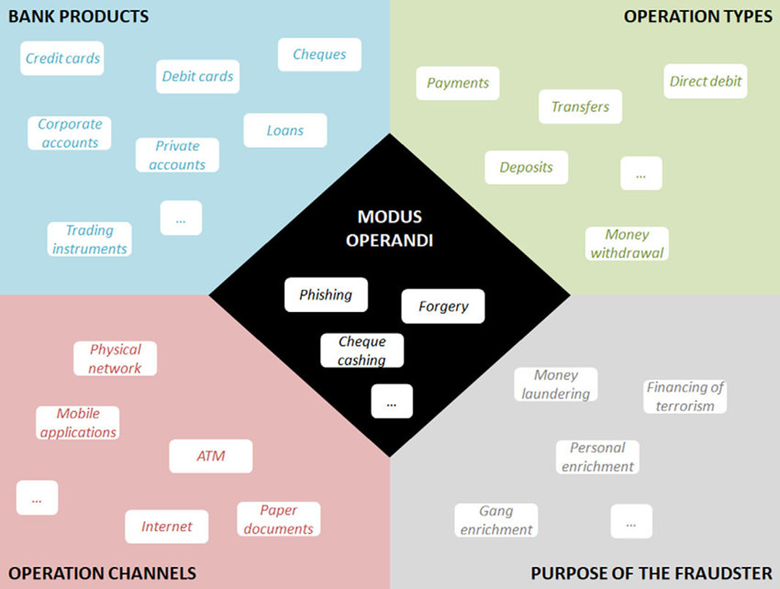 BANK PRODUCTS
Credit cards
Debit cards
Cheques
Corporate
accounts
Private
accounts
Loans
...
Trading
instruments
OPERATION TYPES
Payments
Transfers
Direct debit
Deposits
...
Money
withdrawal
MODUS
OPERANDI
Phishing
Forgery
Cheque
cashing
...
Physical
network
Mobile
applications
ATM
...
Internet
Paper
documents
OPERATION CHANNELS
Money
laundering
Financing of
terrorism
Personal
enrichment
Gang
enrichment
...
PURPOSE OF THE FRAUDSTER